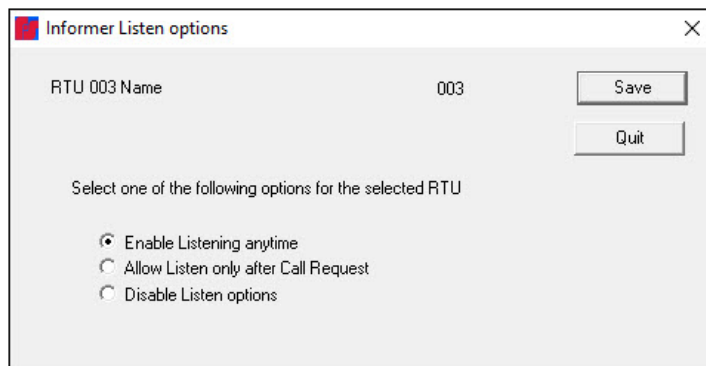 Informer Listen options
RTU 003 Name 003 Save
Quit
Select one of the following options for the selected RTU
Enable Listening anytime
Allow Listen only after Call Request
Disable Listen options